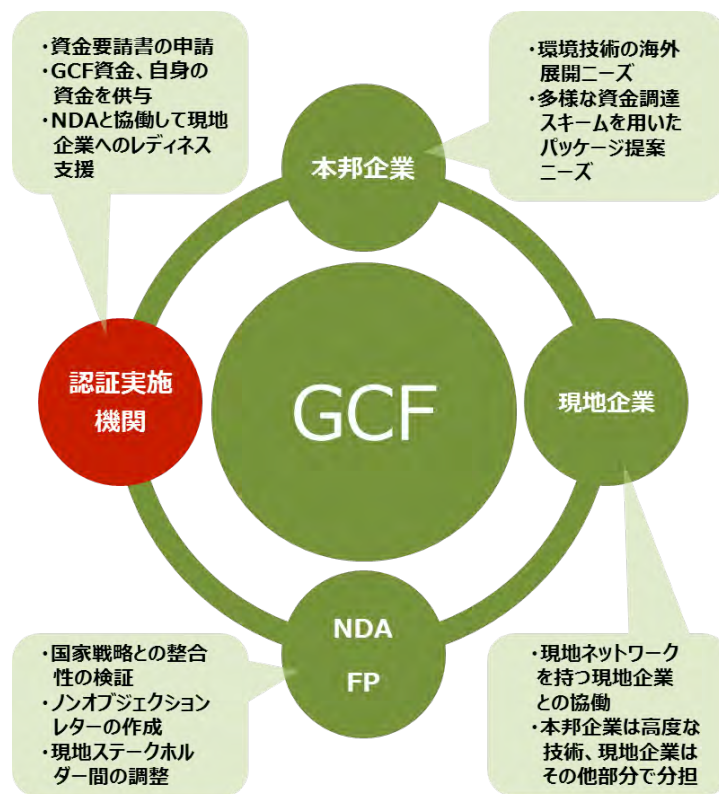 ・資金要請書の申請
・GCF資金、自身の
資金を供与
・NDAと協働して現地
企業へのレディネス
支援
・環境技術の海外
展開ニーズ
・多様な資金調達
スキームを用いた
パッケージ提案
ニーズ
本邦企業
認証実施
機関
GCF
現地企業
NDA
FP
・国家戦略との整合
性の検証
・ノンオブジェクション
レターの作成
・現地ステークホル
ダー間の調整
・現地ネットワーク
を持つ現地企業
との協働
・本邦企業は高度な
技術、現地企業は
その他部分で分担